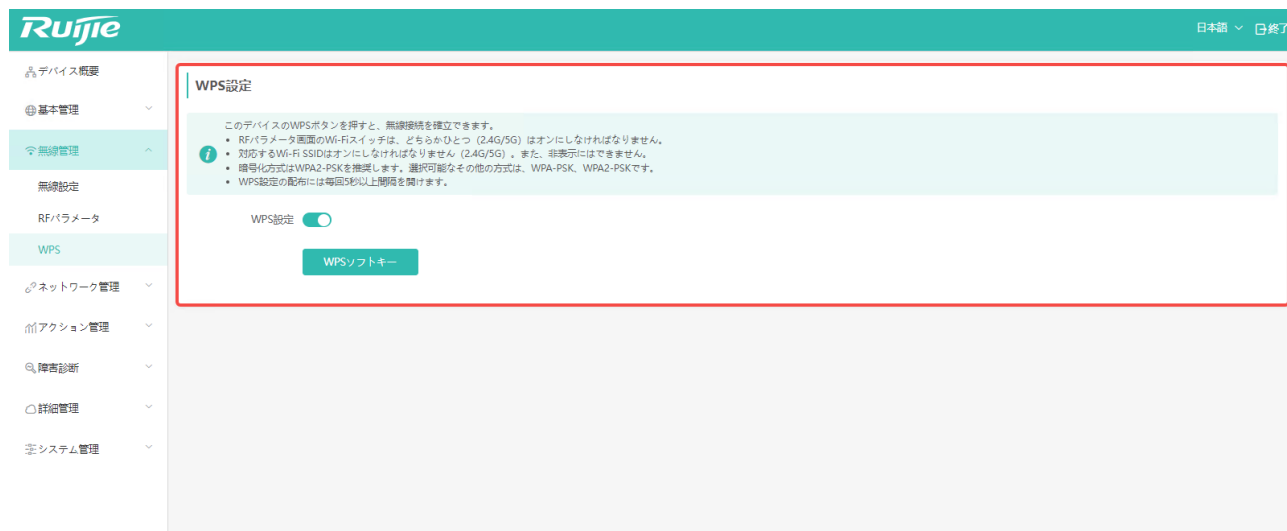 Ruijie
日本語
終了
デバイス概要
基本管理
無線管理
無線設定
RFパラメータ
WPS
ネットワーク管理
アクション管理
障害診断
詳細管理
システム管理
WPS設定
このデバイスのWPSボタンを押すと、無線接続を確立できます。
• RFパラメータ画面のWi-Fiスイッチは、どちらかひとつ（2.4G/5G）はオンにしなければなりません。
• 対応するWi-Fi SSIDはオンにしなければなりません（2.4G/5G）。また、非表示にはできません。
• 暗号化方式はWPA2-PSKを推奨します。選択可能なその他の方式は、WPA-PSK、WPA2-PSKです。
• WPS設定の配布には毎回5秒以上間隔を開けます。
WPS設定
WPSソフトキー